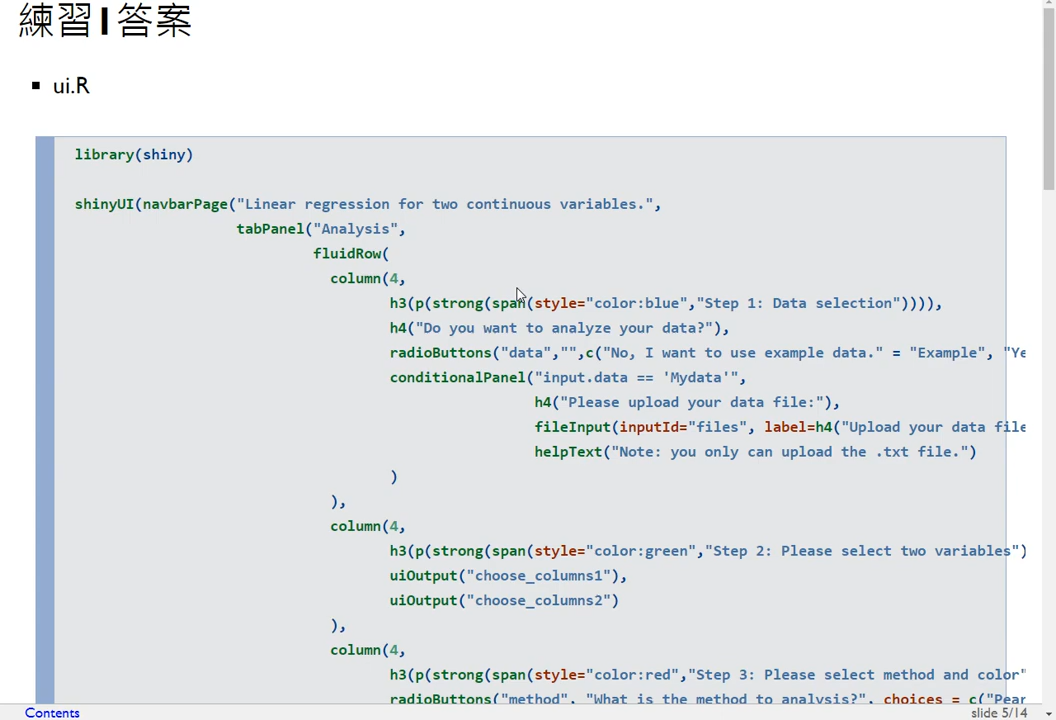 練習1答案
ui.R
library(shiny)
shinyUI(navbarPage("Linear regression for two continuous variables.",
tabPanel("Analysis",
fluidRow(
column(4,
h3(p(strong(span(style="color:blue","Step 1: Data selection")))),
h4("Do you want to analyze your data?"),
radioButtons("data","",c("No, I want to use example data." = "Example", "Ye
conditionalPanel("input.data == 'Mydata'",
h4("Please upload your data file:"),
fileInput(inputId="files", label=h4("Upload your data file
helpText("Note: you only can upload the .txt file.")
)
),
column(4,
h3(p(strong(span(style="color:green","Step 2: Please select two variables")
uiOutput("choose_columns1"),
uiOutput("choose_columns2")
),
column(4,
h3(p(strong(span(style="color:red","Step 3: Please select method and color"
radioButtons("method", "What is the method to analysis?", choices = c("Pear
Contents
slide 5/14